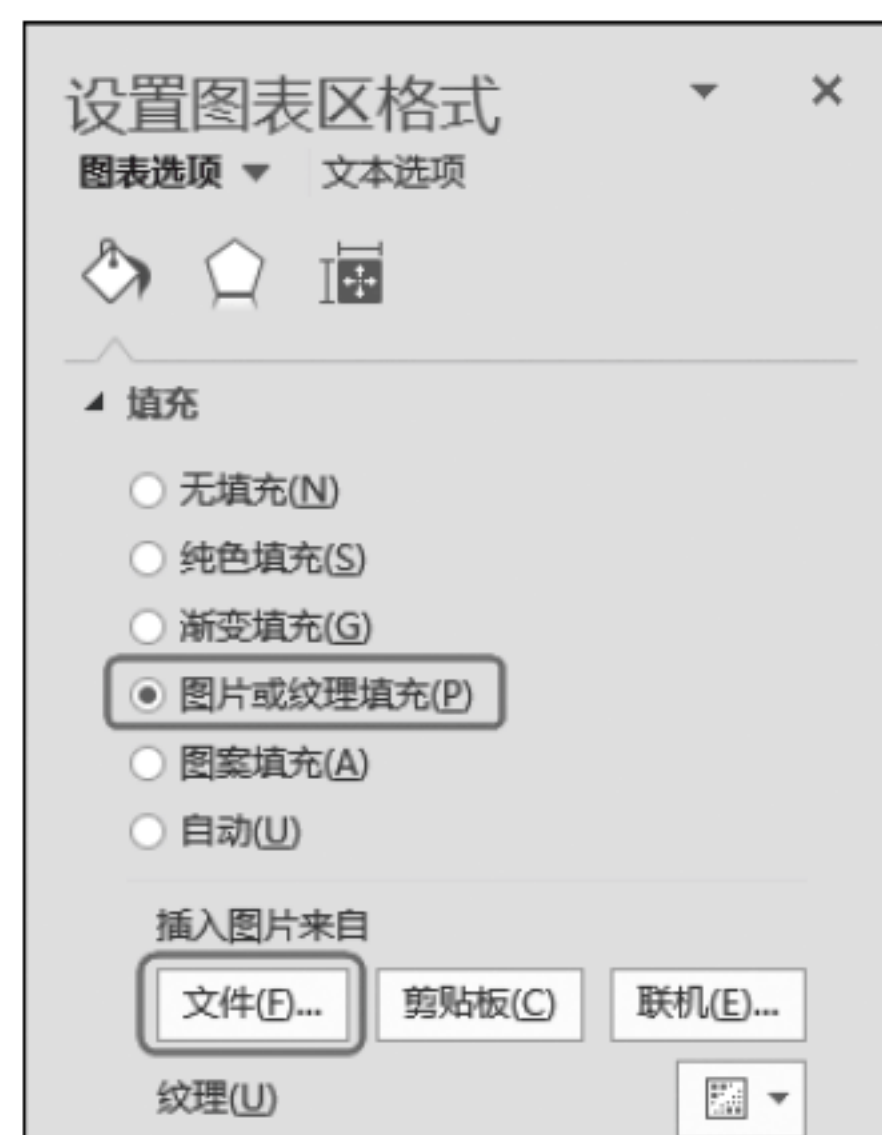 设置图表区格式
图表选项 文本选项
填充
无填充(N)
纯色填充(S)
渐变填充(G)
图片或纹理填充(P)
图案填充(A)
自动(U)
插入图片来自
文件(F)... 剪贴板(C) 联机(E)...
纹理(U)